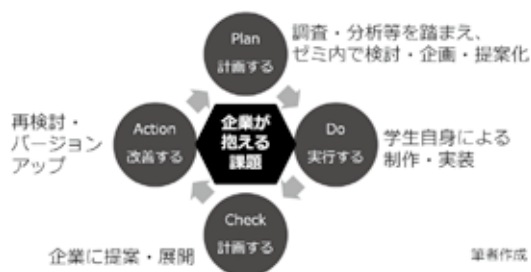 Plan
計画する
調査・分析等を踏まえ、
ゼミ内で検討・企画・提案化
再検討・
バージョン
アップ
Action
改善する
企業が
抱える
課題
Do
実行する
学生自身による
制作・実装
Check
計画する
企業に提案・展開
筆者作成